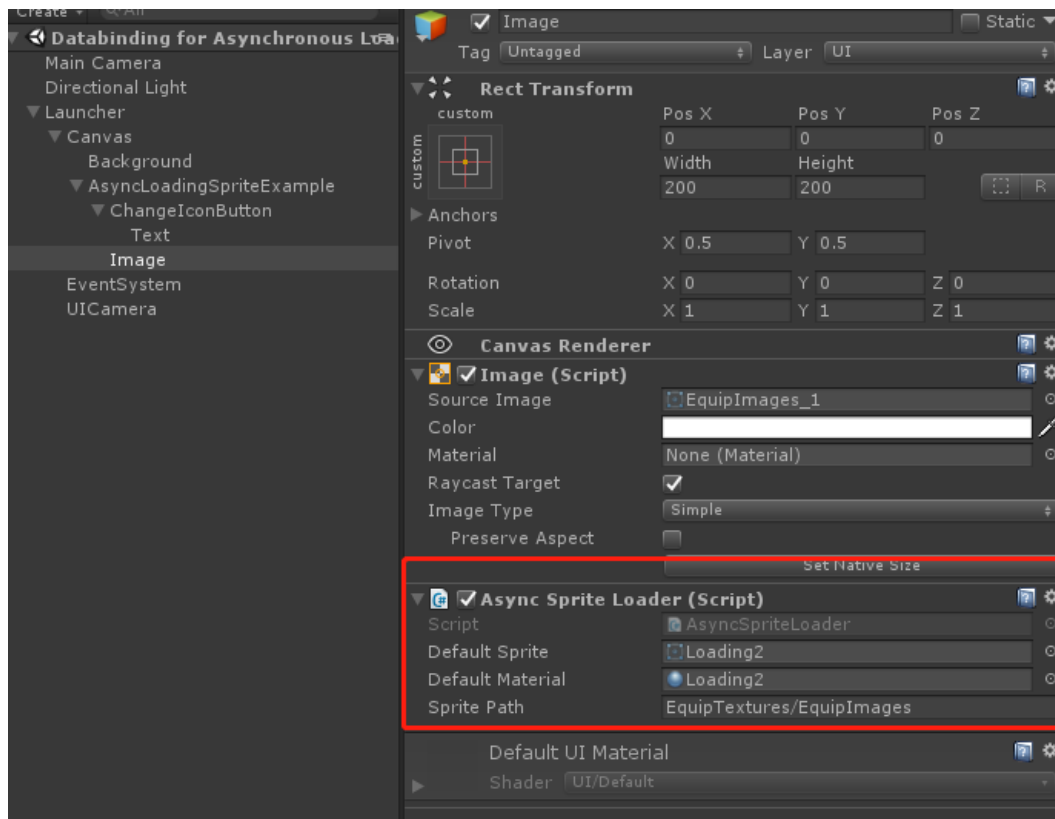 Create
All
Databinding for Asynchronous Loa
Main Camera
Directional Light
Launcher
Canvas
Background
AsyncLoadingSpriteExample
ChangeIconButton
Text
Image
EventSystem
UICamera
Image
Static
Tag Untagged Layer UI
Rect Transform
custom Pos X Pos Y Pos Z
custom
0 0 0
Width Height
200 200 R
Anchors
Pivot X 0.5 Y 0.5
Rotation X 0 Y 0 Z 0
Scale X 1 Y 1 Z 1
Canvas Renderer
Image (Script)
Source Image EquipImages_1
Color
Material None (Material)
Raycast Target
Image Type Simple
Preserve Aspect
Set Native Size
Async Sprite Loader (Script)
Script AsyncSpriteLoader
Default Sprite Loading2
Default Material Loading2
Sprite Path EquipTextures/EquipImages
Default UI Material
Shader UI/Default